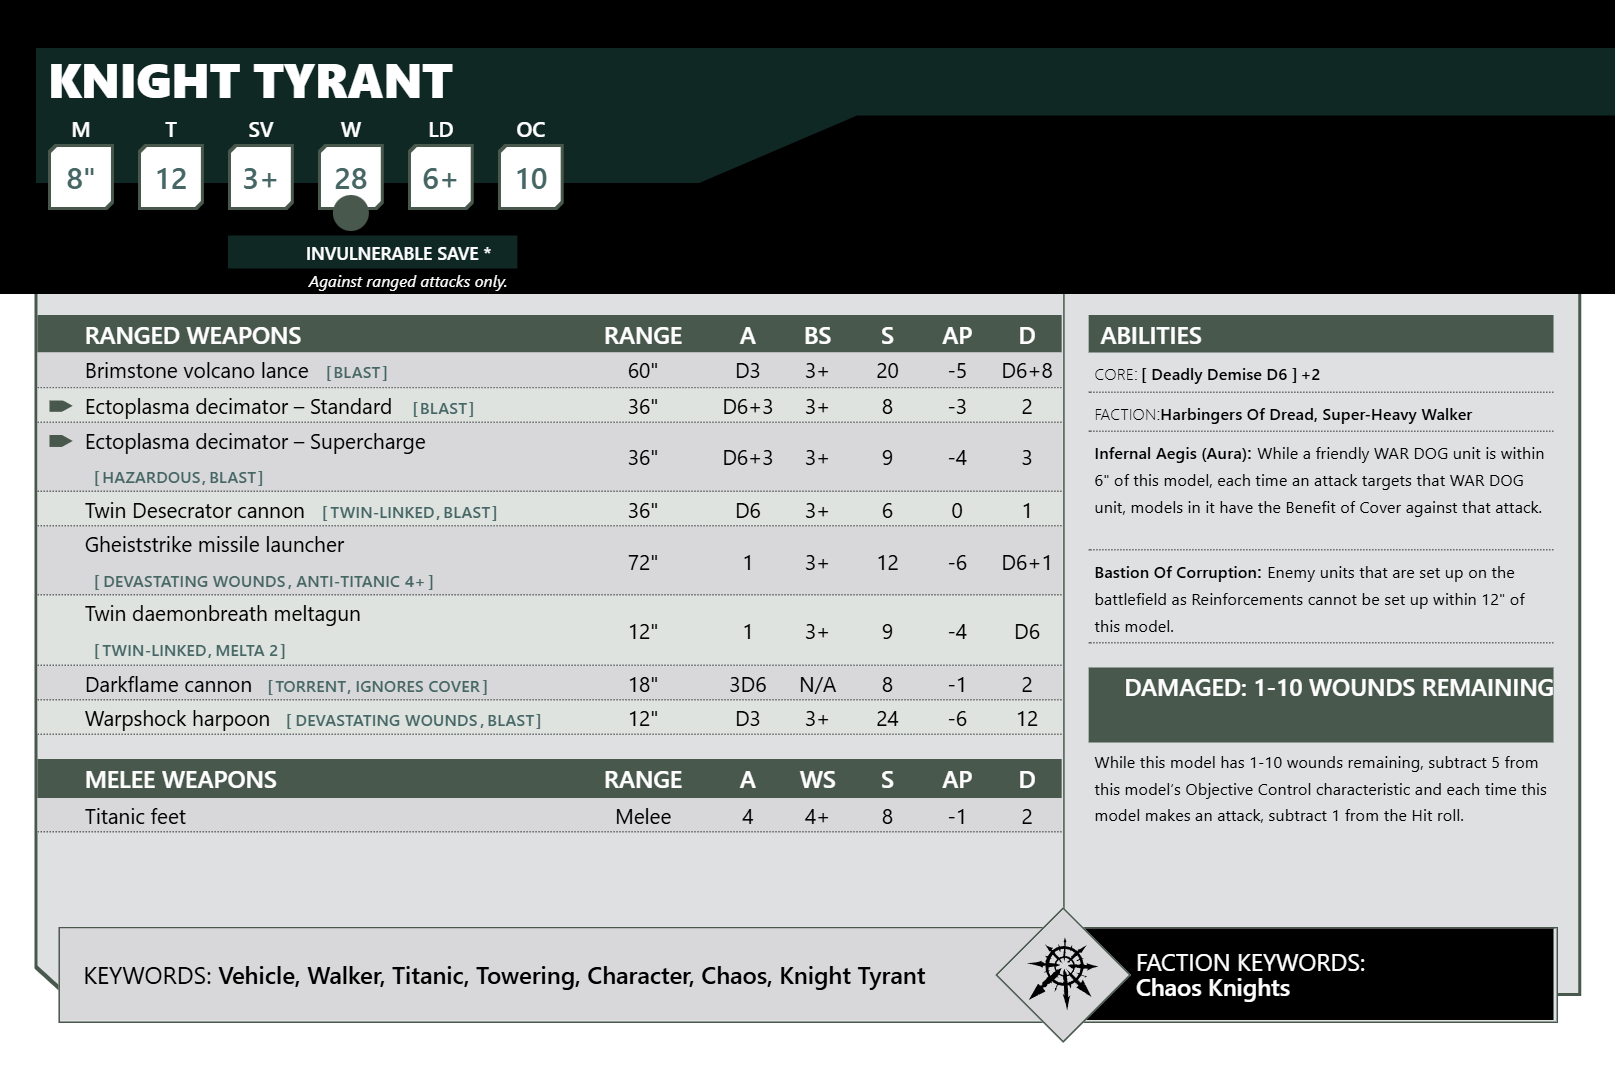 KNIGHT TYRANT
M T SV W LD OC
8" 12 3+ 28 6+ 10
INVULNERABLE SAVE *
Against ranged attacks only.
RANGED WEAPONS RANGE A BS S AP D
Brimstone volcano lance [BLAST] 60" D3 3+ 20 -5 D6+8
Ectoplasma decimator – Standard [BLAST] 36" D6+3 3+ 8 -3 2
Ectoplasma decimator – Supercharge
[HAZARDOUS, BLAST] 36" D6+3 3+ 9 -4 3
Twin Desecrator cannon [TWIN-LINKED, BLAST] 36" D6 3+ 6 0 1
Gheiststrike missile launcher
[DEVASTATING WOUNDS, ANTI-TITANIC 4+] 72" 1 3+ 12 -6 D6+1
Twin daemonbreath meltagun
[TWIN-LINKED, MELTA 2] 12" 1 3+ 9 -4 D6
Darkflame cannon [TORRENT, IGNORES COVER] 18" 3D6 N/A 8 -1 2
Warpshock harpoon [DEVASTATING WOUNDS, BLAST] 12" D3 3+ 24 -6 12
MELEE WEAPONS RANGE A WS S AP D
Titanic feet Melee 4 4+ 8 -1 2
ABILITIES
CORE: [ Deadly Demise D6 ] +2
FACTION:Harbingers Of Dread, Super-Heavy Walker
Infernal Aegis (Aura): While a friendly WAR DOG unit is within
6" of this model, each time an attack targets that WAR DOG
unit, models in it have the Benefit of Cover against that attack.
Bastion Of Corruption: Enemy units that are set up on the
battlefield as Reinforcements cannot be set up within 12" of
this model.
DAMAGED: 1-10 WOUNDS REMAINING
While this model has 1-10 wounds remaining, subtract 5 from
this model’s Objective Control characteristic and each time this
model makes an attack, subtract 1 from the Hit roll.
KEYWORDS: Vehicle, Walker, Titanic, Towering, Character, Chaos, Knight Tyrant
FACTION KEYWORDS:
Chaos Knights